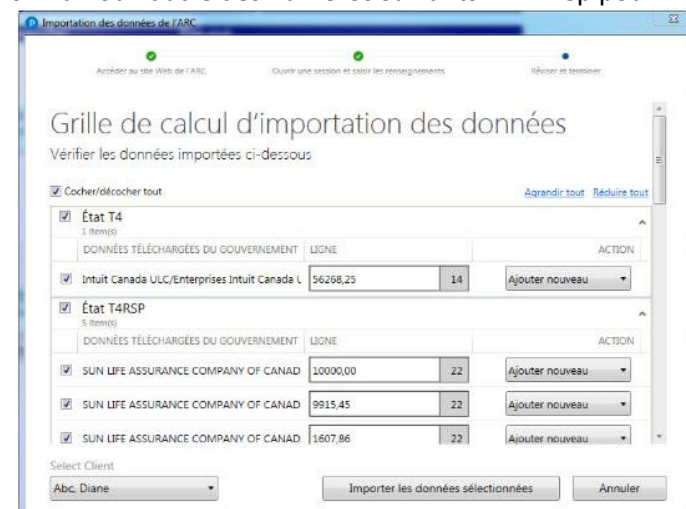 Importation des données de l'ARC
Accéder au site Web de l'ARC Ouvrir une session et saisir les renseignements Réviser et terminer
Grille de calcul d'importation des données
Vérifier les données importées ci-dessous
Cocher/décocher tout Agrandir tout Réduire tout
État T4
1 item(s)
DONNÉES TÉLÉCHARGÉES DU GOUVERNEMENT LIGNE ACTION
Intuit Canada ULC/Enterprises Intuit Canada U 56268,25 14 Ajouter nouveau
État T4RSP
5 item(s)
DONNÉES TÉLÉCHARGÉES DU GOUVERNEMENT LIGNE ACTION
SUN LIFE ASSURANCE COMPANY OF CANAD 10000,00 22 Ajouter nouveau
SUN LIFE ASSURANCE COMPANY OF CANAD 9915,45 22 Ajouter nouveau
SUN LIFE ASSURANCE COMPANY OF CANAD 1607,86 22 Ajouter nouveau
Select Client
Abc, Diane Importer les données sélectionnées Annuler